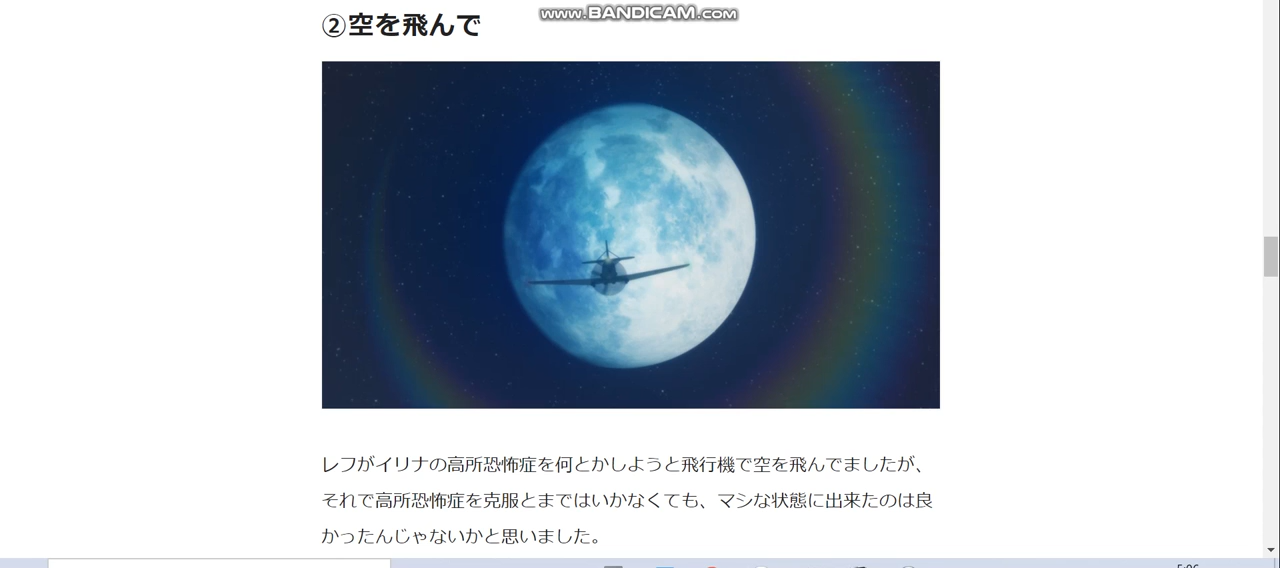 www.BANDICAM.com
②空を飛んで
レフがイリナの高所恐怖症を何とかしようと飛行機で空を飛んでましたが、
それで高所恐怖症を克服とまではいかなくても、マシな状態に出来たのは良
かったんじゃないかと思いました。